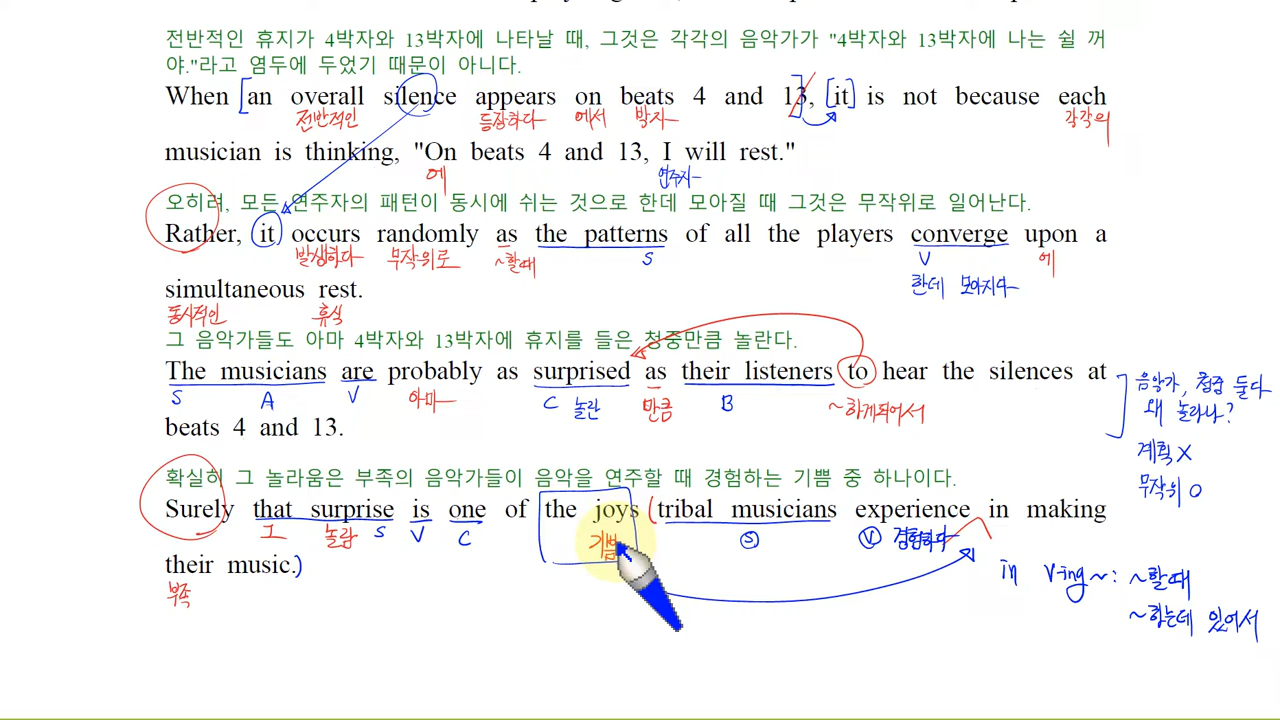 전반적인 휴지가 4박자와 13박자에 나타날 때, 그것은 각각의 음악가가 "4박자와 13박자에 나는 쉴 꺼
야."라고 염두에 두었기 때문이 아니다.
When [an overall silence appears on beats 4 and 13], [it] is not because each
전반적인 등장하다 에서 박자 각각의
musician is thinking, "On beats 4 and 13, I will rest."
에 연주자
오히려, 모든 연주자의 패턴이 동시에 쉬는 것으로 한데 모아질 때 그것은 무작위로 일어난다.
Rather, it occurs randomly as the patterns of all the players converge upon a
발생하다 무작위로 ~할때 S V 에
한데 모아지다
simultaneous rest.
동시적인 휴식
그 음악가들도 아마 4박자와 13박자에 휴지를 들은 청중만큼 놀란다.
The musicians are probably as surprised as their listeners to hear the silences at
S A V 아마 C 놀란 만큼 B ~하게되어서
음악가, 청중 둘다
왜 놀라나?
beats 4 and 13.
계획 X
무작위 O
확실히 그 놀라움은 부족의 음악가들이 음악을 연주할 때 경험하는 기쁨 중 하나이다.
Surely that surprise is one of the joys (tribal musicians experience in making
그 놀람 S V C 기쁨 S V 경험하다
their music.)
부족
in Ving~: ~할때
~하는데 있어서